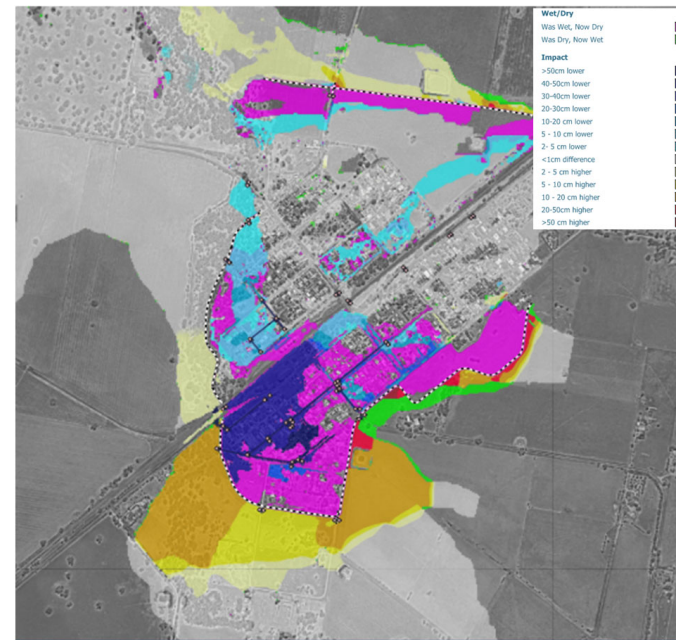 Wet/Dry
Was Wet, Now Dry
Was Dry, Now Wet
Impact
>50cm lower
40-50cm lower
30-40cm lower
20-30cm lower
10-20 cm lower
5 - 10 cm lower
2- 5 cm lower
<1cm difference
2 - 5 cm higher
5 - 10 cm higher
10 - 20 cm higher
20-50cm higher
>50 cm higher